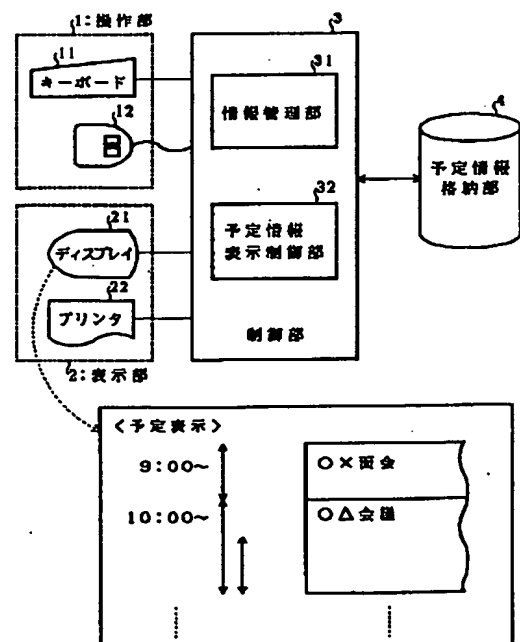 1:操作部
11
キーボード
12
3
31
情報管理部
32
予定情報
表示制御部
制御部
4
予定情報
格納部
21
ディスプレイ
22
プリンタ
2:表示部
<予定表示>
9:00~
○×面会
10:00~
○△会議